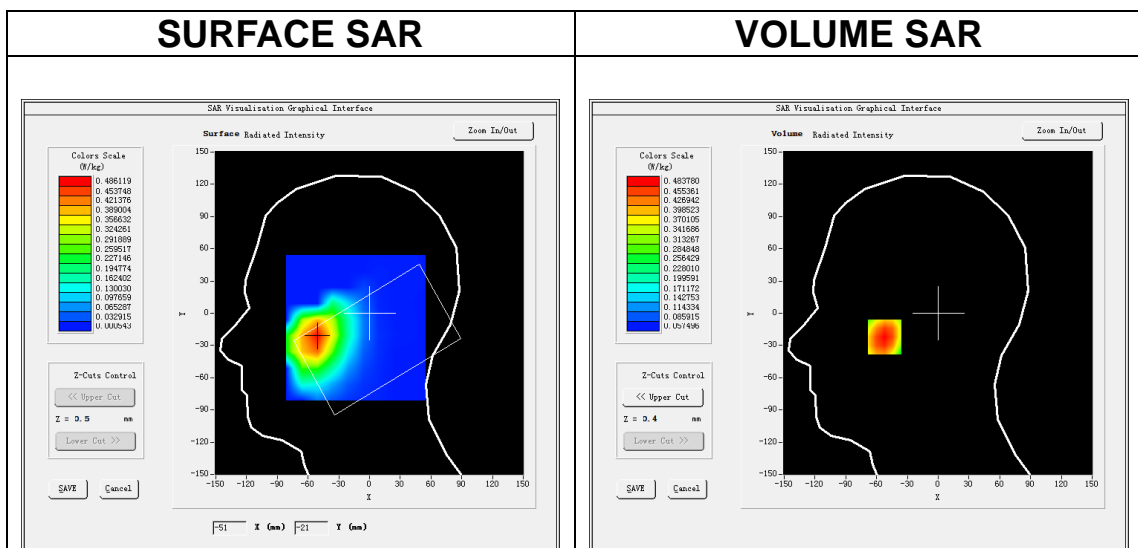 SURFACE SAR
VOLUME SAR
SAR Visualisation Graphical Interface
Surface Radiated Intensity
Zoom In/Out
Colors Scale
(W/kg)
0.486119
0.453748
0.421376
0.389004
0.356632
0.324261
0.291889
0.259517
0.227146
0.194774
0.162402
0.130030
0.097659
0.065287
0.032915
0.000543
Z-Cuts Control
<< Upper Cut
Z = 0.5 mm
Lower Cut >>
SAVE Cancel
150
120
90
60
30
0
-30
-60
-90
-120
-150
Y
-150 -120 -90 -60 -30 0 30 60 90 120 150
X
-51 X (mm) -21 Y (mm)
SAR Visualisation Graphical Interface
Volume Radiated Intensity
Zoom In/Out
Colors Scale
(W/kg)
0.483780
0.455361
0.426942
0.398523
0.370105
0.341686
0.313267
0.284848
0.256429
0.228010
0.199591
0.171172
0.142753
0.114334
0.085915
0.057496
Z-Cuts Control
<< Upper Cut
Z = 0.4 mm
Lower Cut >>
SAVE Cancel
150
120
90
60
30
0
-30
-60
-90
-120
-150
Y
-150 -120 -90 -60 -30 0 30 60 90 120 150
X